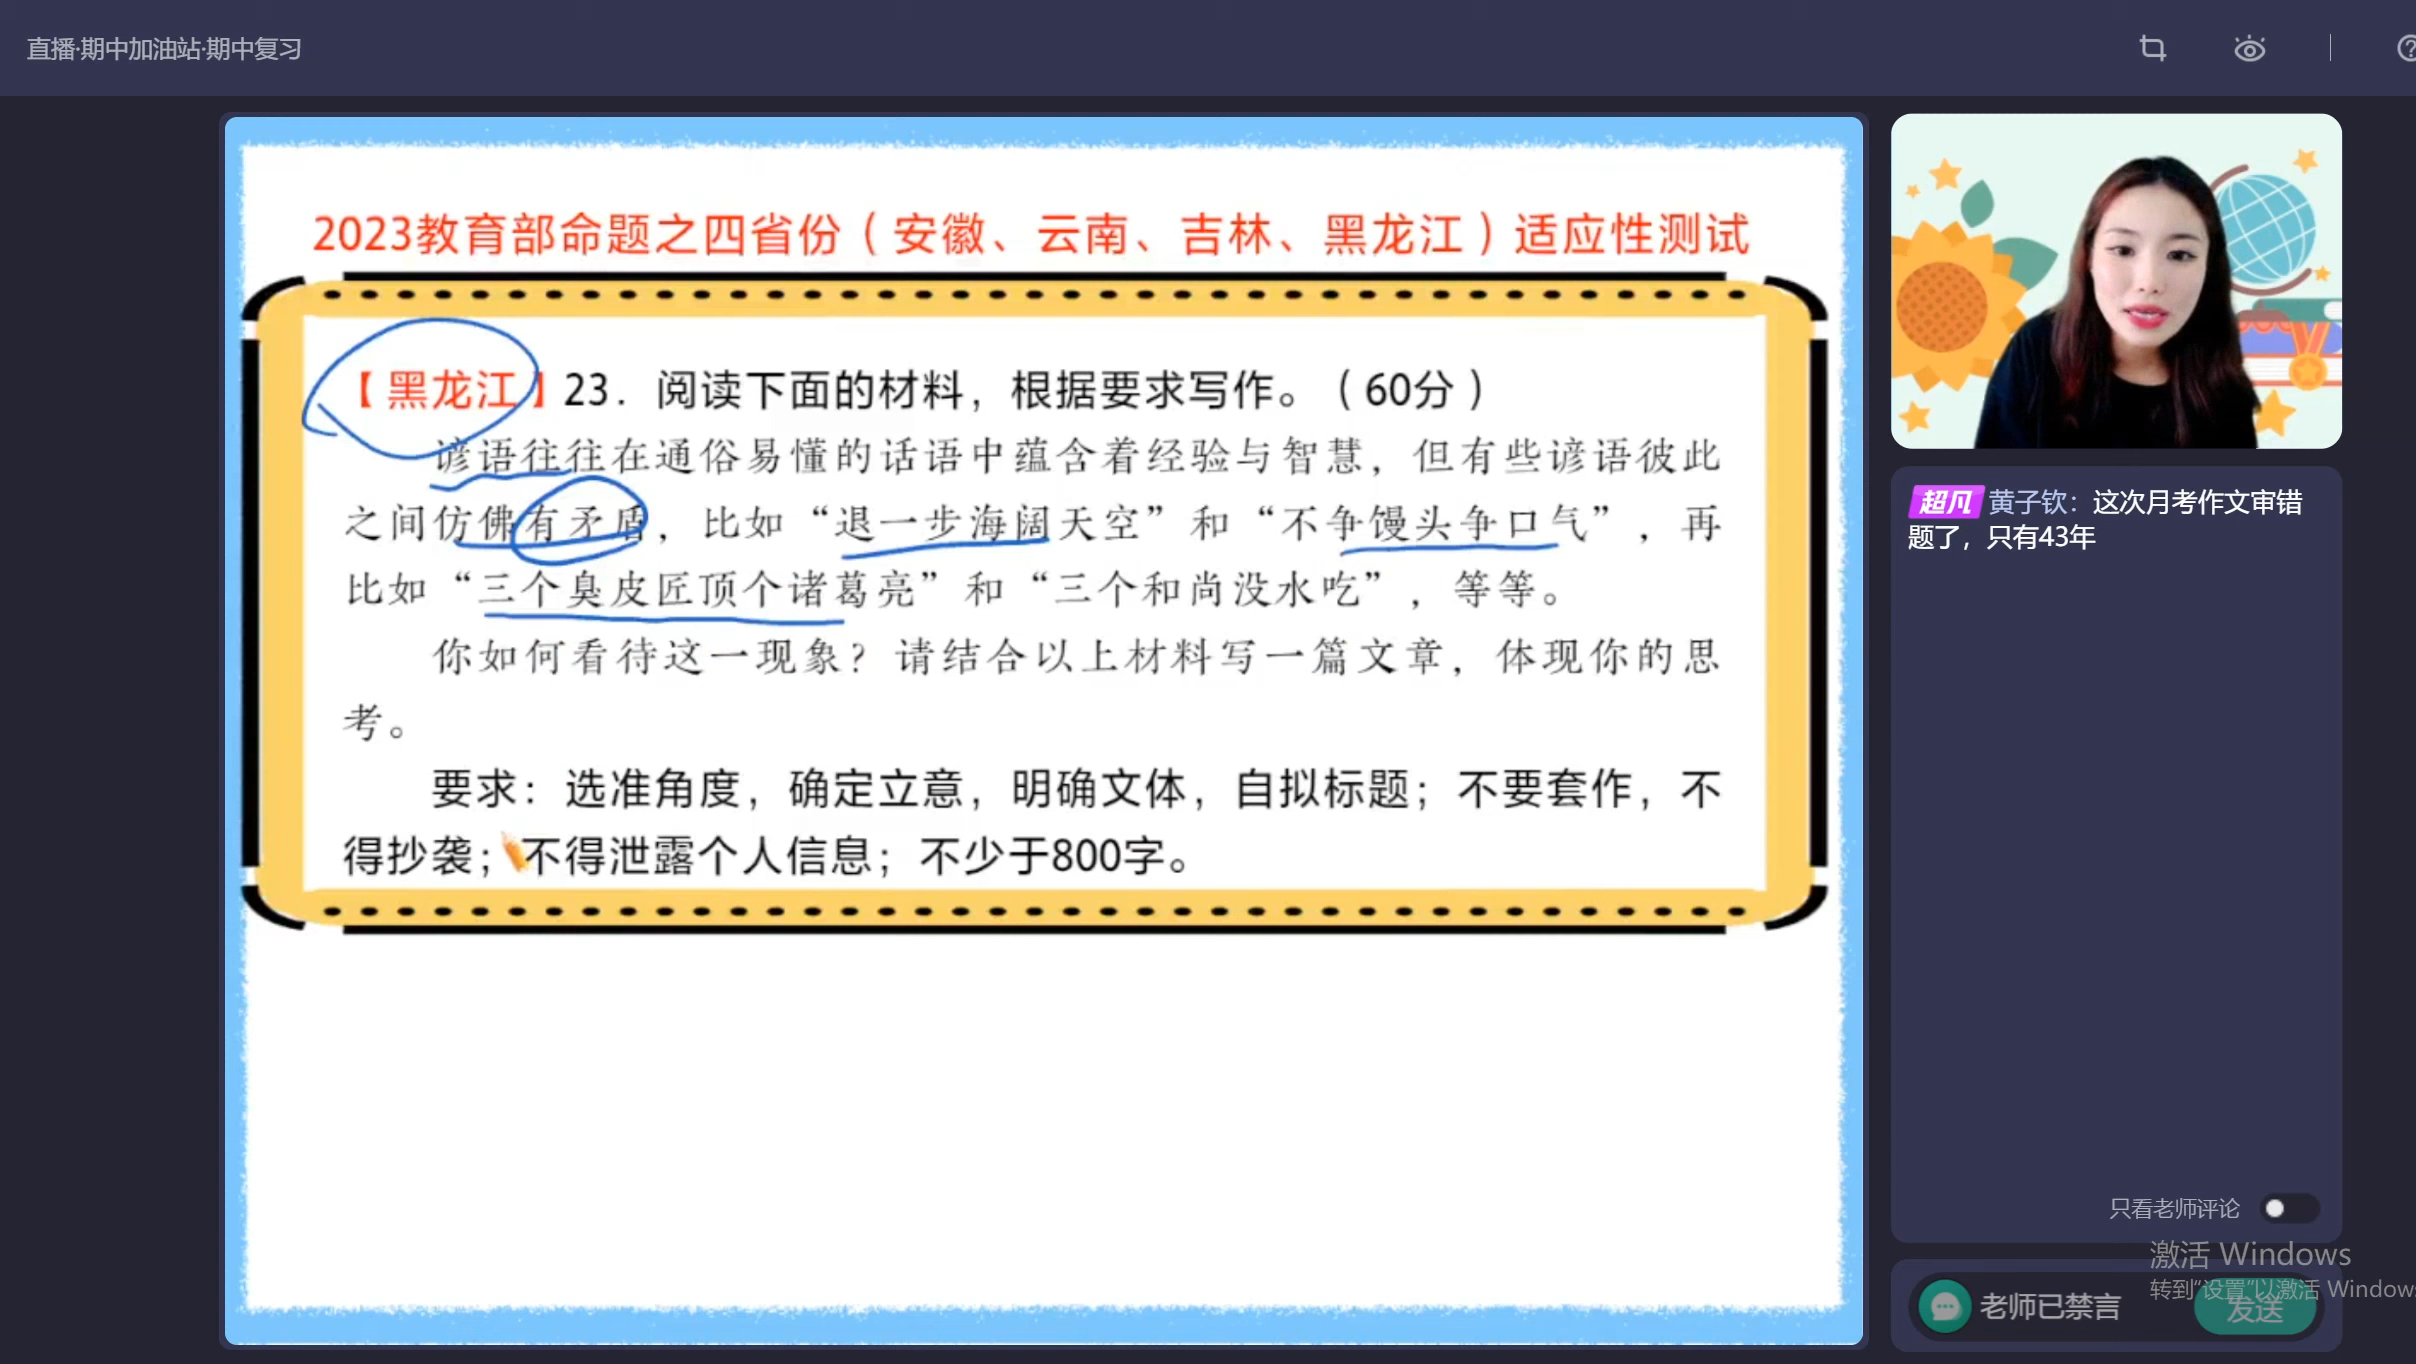 直播·期中加油站·期中复习
2023教育部命题之四省份（安徽、云南、吉林、黑龙江）适应性测试
【黑龙江】23．阅读下面的材料，根据要求写作。（60分）
谚语往往在通俗易懂的话语中蕴含着经验与智慧，但有些谚语彼此
之间仿佛有矛盾，比如“退一步海阔天空”和“不争馒头争口气”，再
比如“三个臭皮匠顶个诸葛亮”和“三个和尚没水吃”，等等。
你如何看待这一现象？请结合以上材料写一篇文章，体现你的思
考。
要求：选准角度，确定立意，明确文体，自拟标题；不要套作，不
得抄袭；不得泄露个人信息；不少于800字。
超凡 黄子钦：这次月考作文审错
题了，只有43年
只看老师评论
激活 Windows
转到“设置”以激活 Windows
老师已禁言
发送